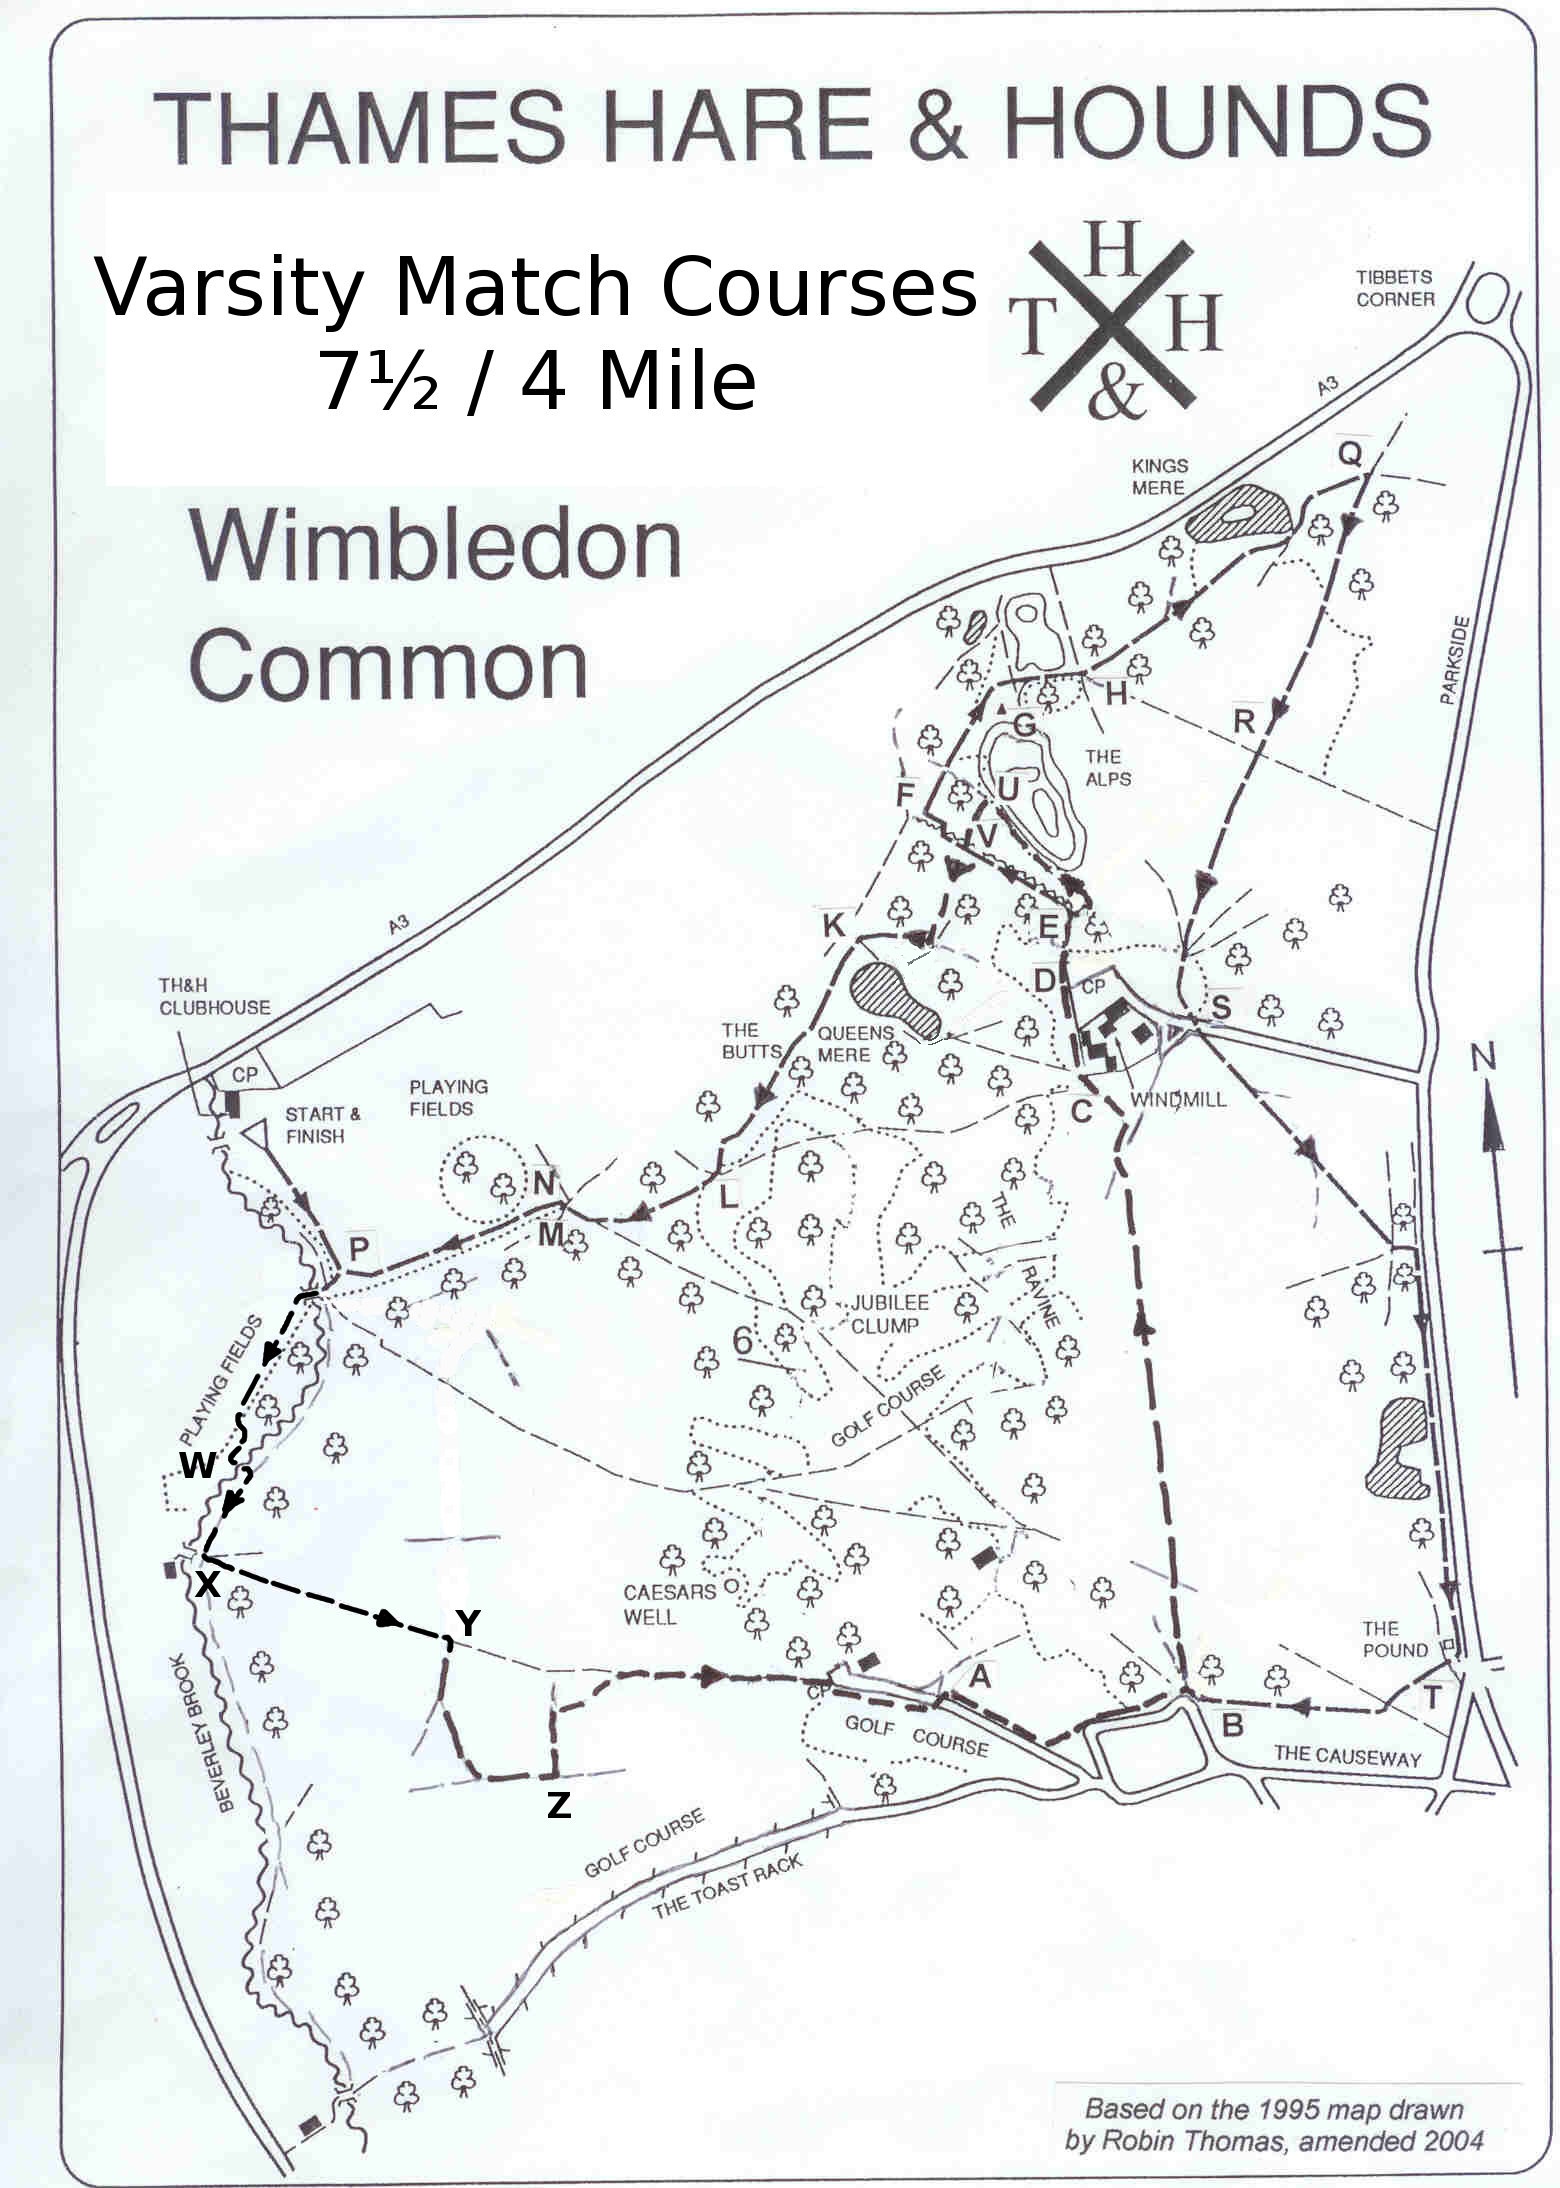 THAMES HARE & HOUNDS
Varsity Match Courses
7½ / 4 Mile
H
T H
&
Wimbledon
Common
TIBBETS
CORNER
A3
Q
KINGS
MERE
PARKSIDE
H
R
G
THE
ALPS
U
F
V
K
E
A3
D
CP
S
TH&H
CLUBHOUSE
THE
BUTTS
QUEENS
MERE
N
CP
PLAYING
FIELDS
START &
FINISH
C
WINDMILL
N
L
M
THE
RAVINE
P
JUBILEE
CLUMP
6
PLAYING FIELDS
GOLF COURSE
W
X
CAESARS
WELL
Y
THE
POUND
A
CP
T
B
GOLF COURSE
THE CAUSEWAY
BEVERLEY BROOK
Z
GOLF COURSE
THE TOAST RACK
Based on the 1995 map drawn
by Robin Thomas, amended 2004